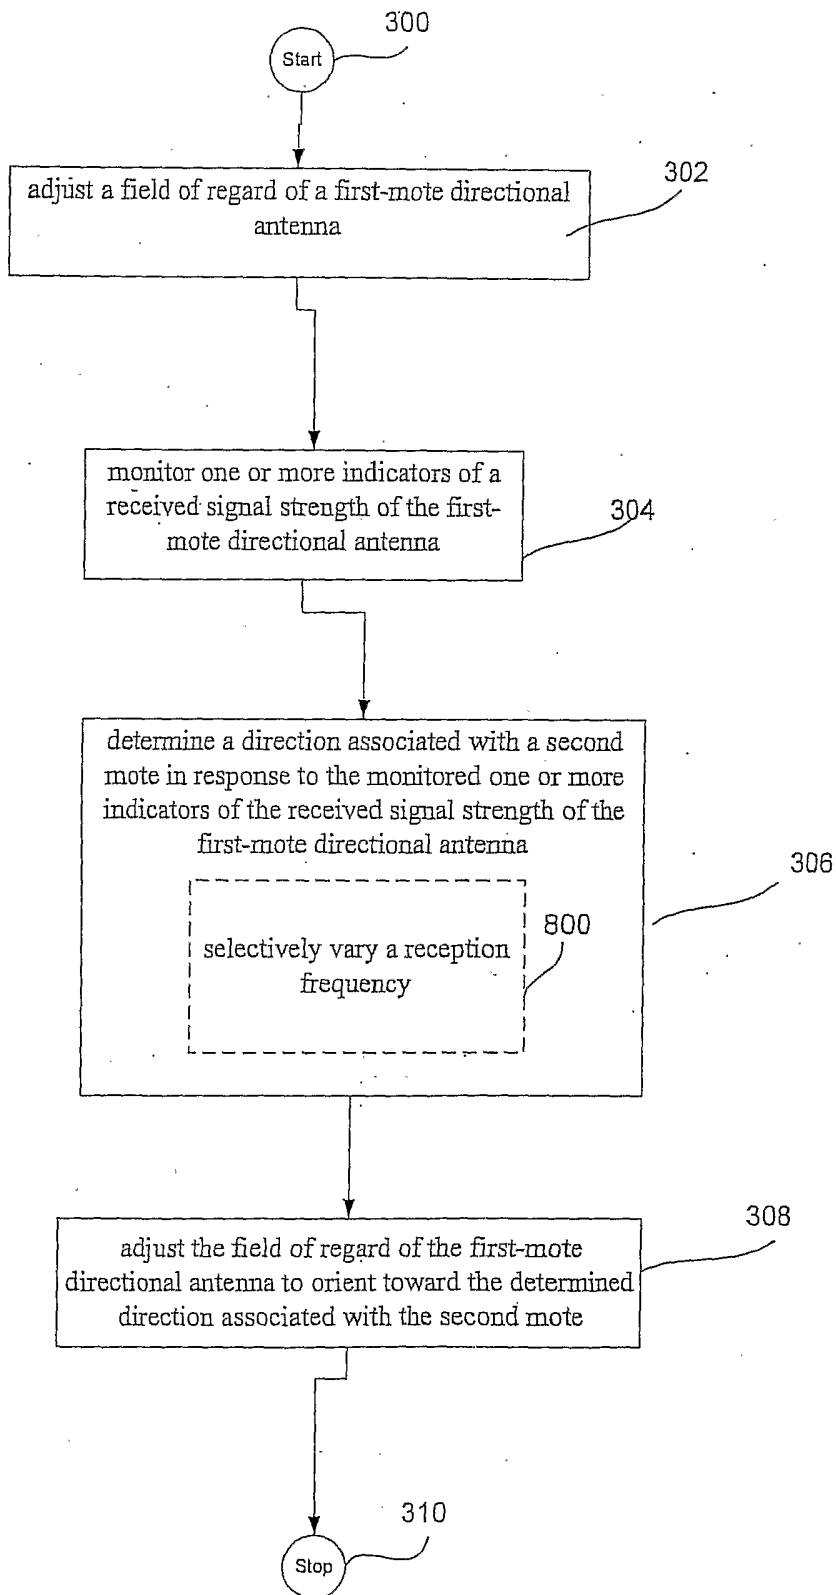 300
Start
302
adjust a field of regard of a first-mote directional
antenna
monitor one or more indicators of a
received signal strength of the first-
mote directional antenna
304
determine a direction associated with a second
mote in response to the monitored one or more
indicators of the received signal strength of the
first-mote directional antenna
306
800
selectively vary a reception
frequency
308
adjust the field of regard of the first-mote
directional antenna to orient toward the determined
direction associated with the second mote
310
Stop